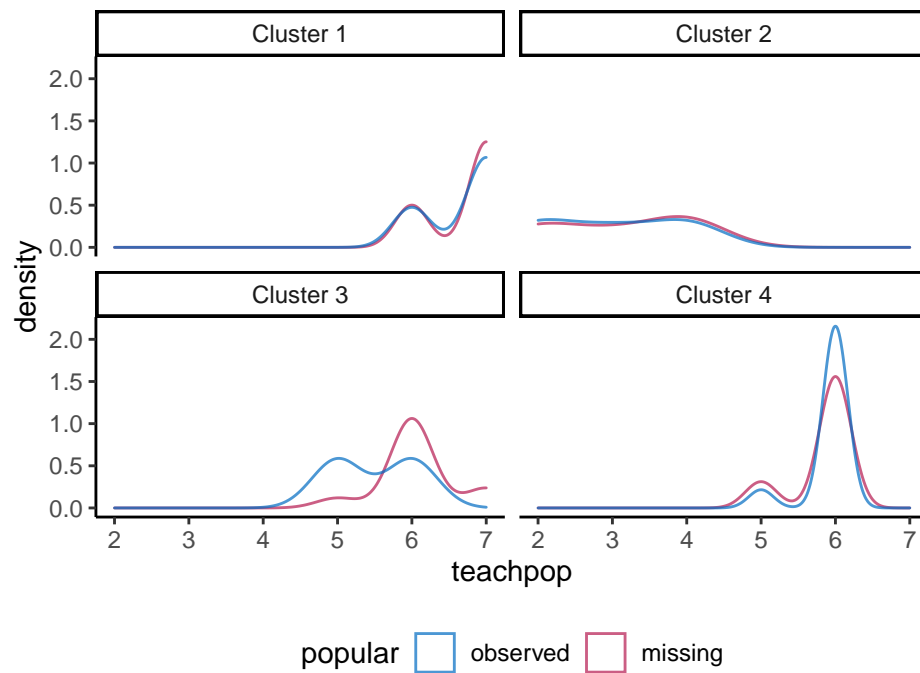 Cluster 1
Cluster 2
2.0
1.5
1.0
0.5
0.0
Cluster 3
Cluster 4
2.0
1.5
1.0
0.5
0.0
2 3 4 5 6 7
2 3 4 5 6 7
density
teachpop
popular observed missing